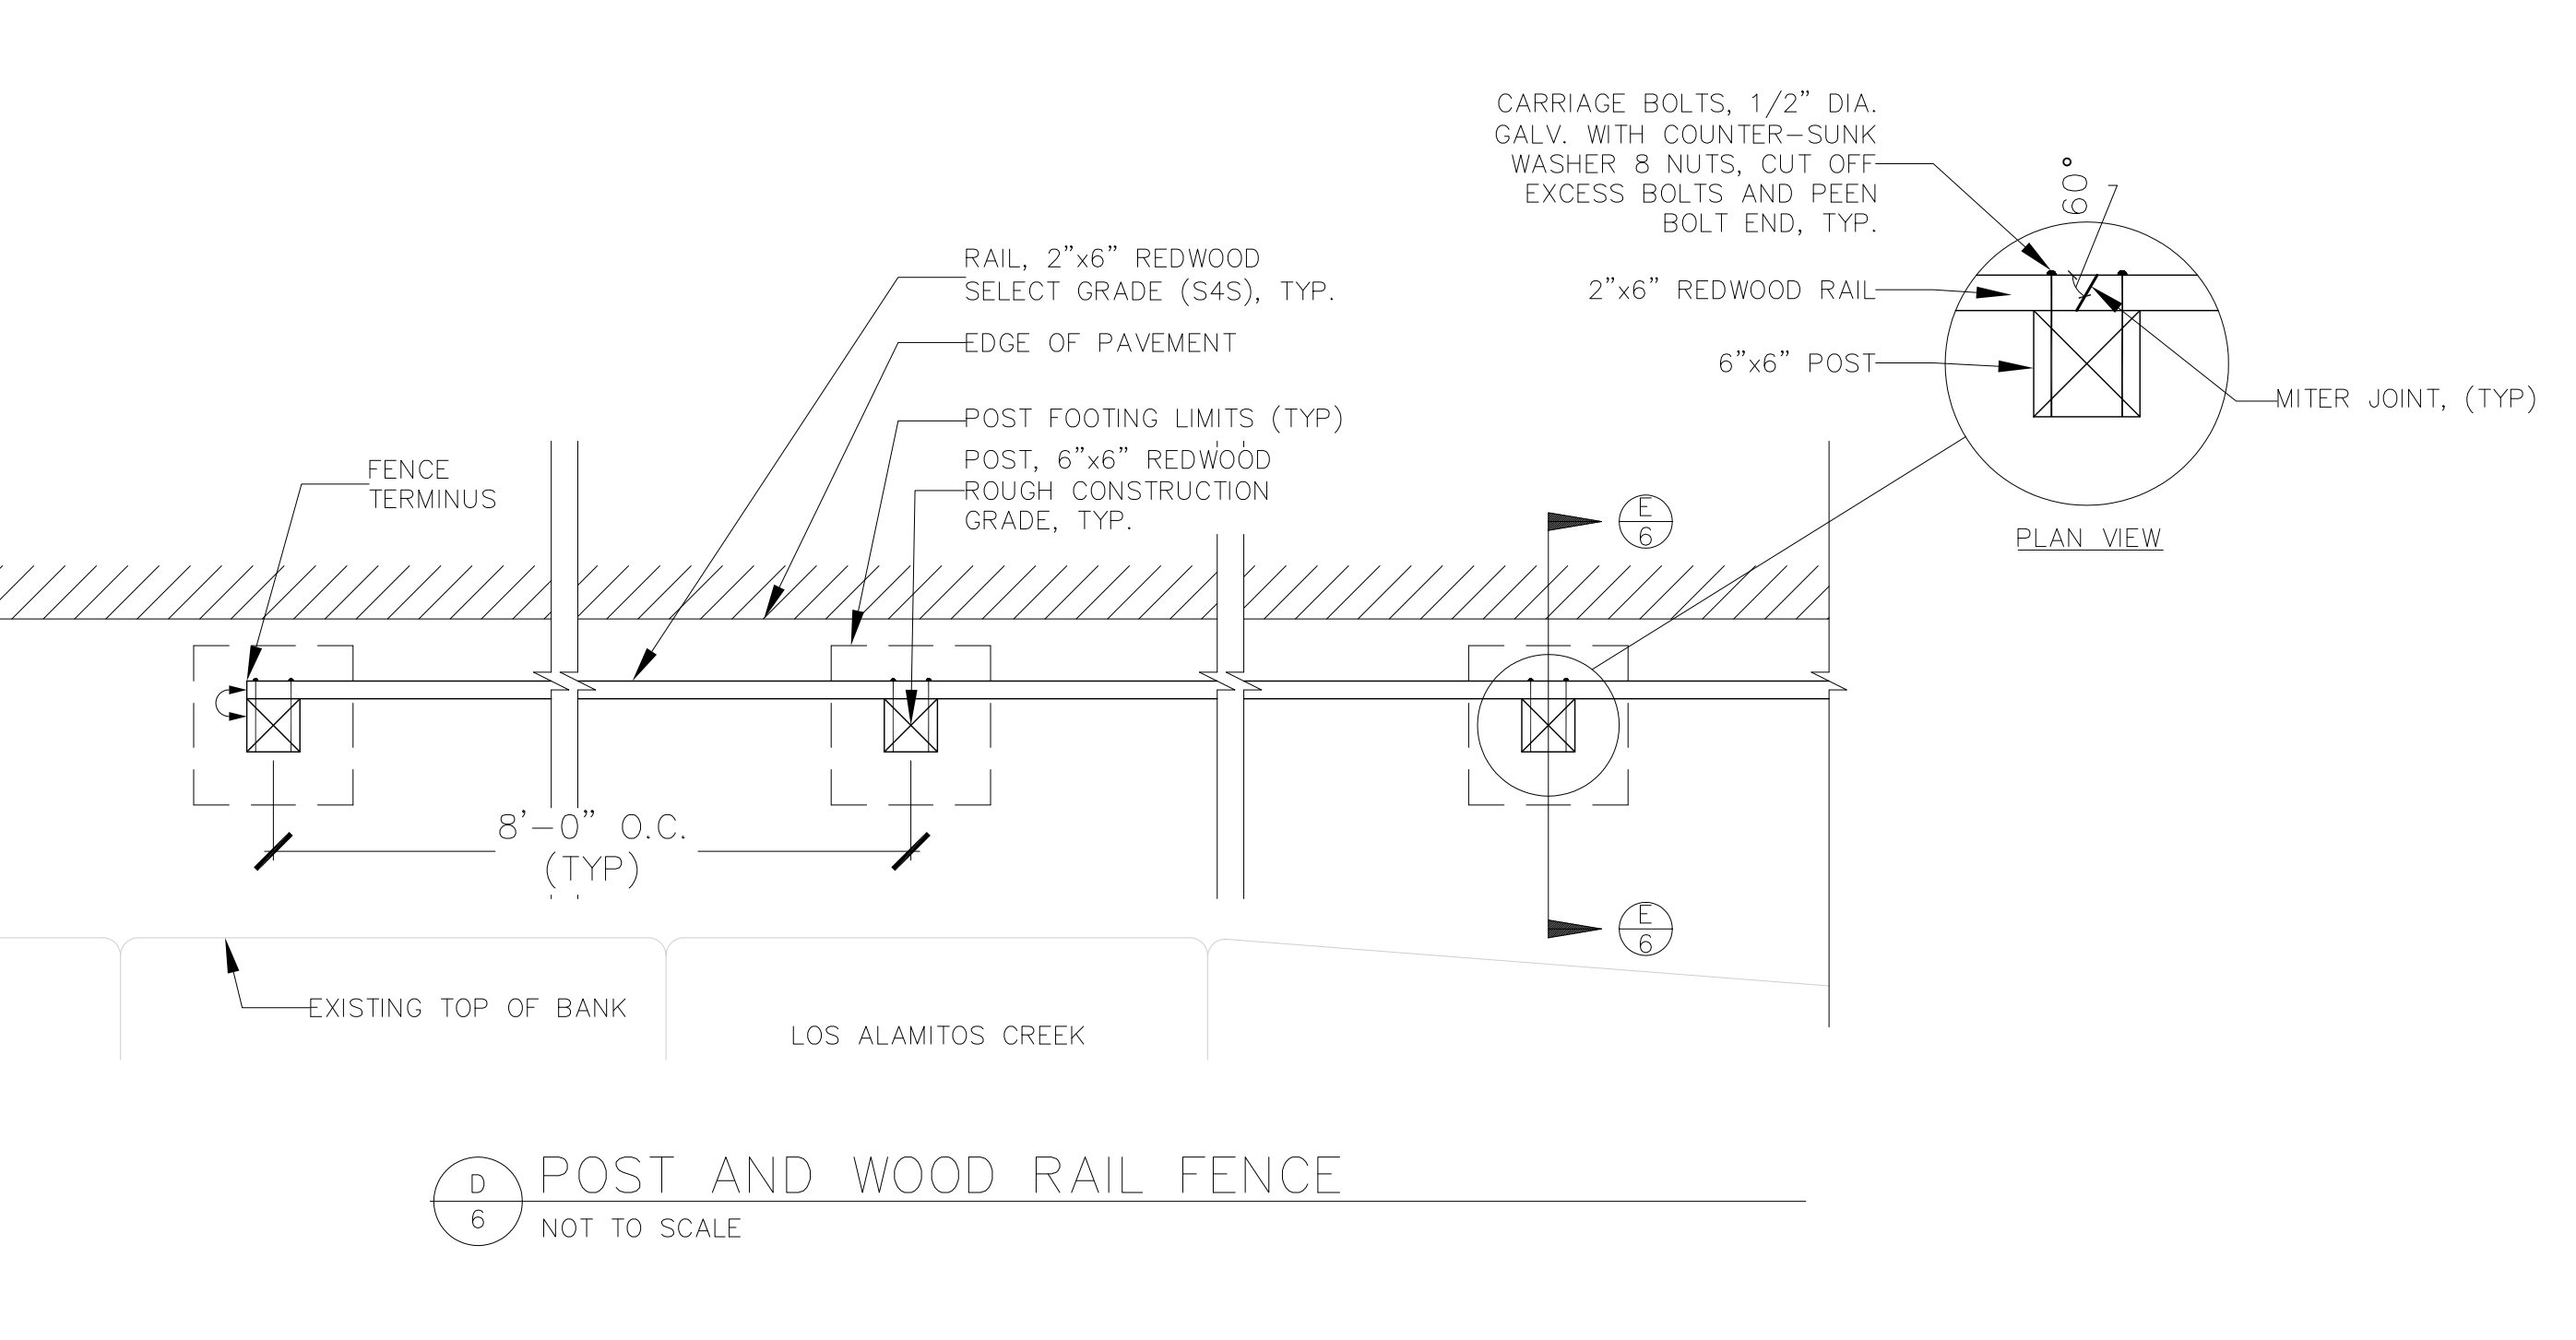 CARRIAGE BOLTS, 1/2" DIA.
GALV. WITH COUNTER-SUNK
WASHER 8 NUTS, CUT OFF
EXCESS BOLTS AND PEEN
BOLT END, TYP.
60°
2"x6" REDWOOD RAIL
6"x6" POST
MITER JOINT, (TYP)
PLAN VIEW
RAIL, 2"x6" REDWOOD
SELECT GRADE (S4S), TYP.
EDGE OF PAVEMENT
POST FOOTING LIMITS (TYP)
POST, 6"x6" REDWOOD
ROUGH CONSTRUCTION
GRADE, TYP.
FENCE
TERMINUS
E
6
8'-0" O.C.
(TYP)
E
6
EXISTING TOP OF BANK
LOS ALAMITOS CREEK
D
6
POST AND WOOD RAIL FENCE
NOT TO SCALE